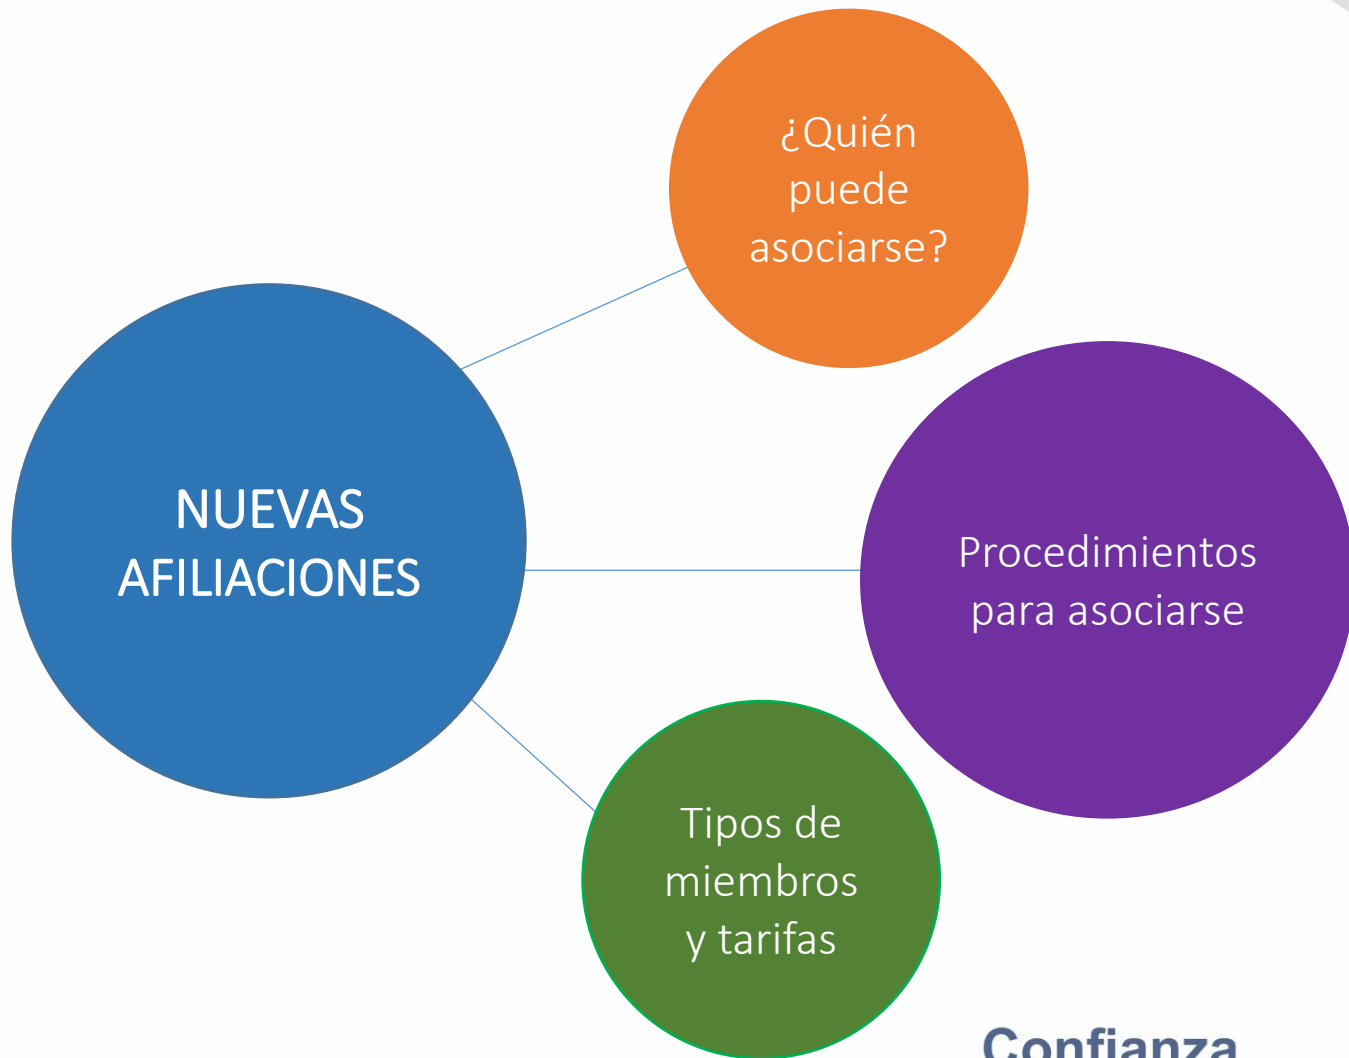 ¿Quién
puede
asociarse?
NUEVAS
AFILIACIONES
Procedimientos
para asociarse
Tipos de
miembros
y tarifas
Confianza